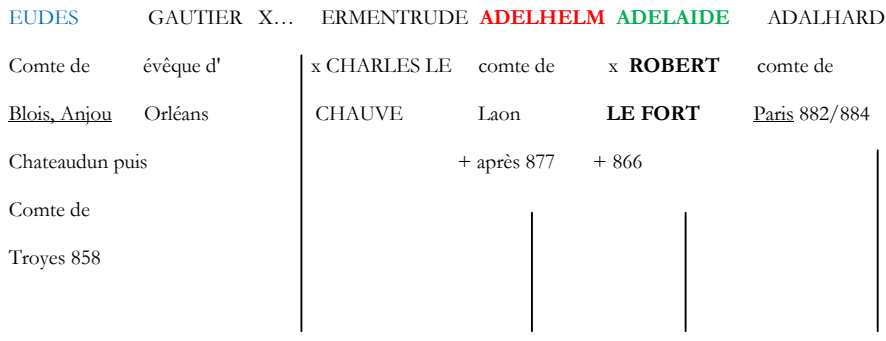 EUDES GAUTIER X… ERMENTRUDE ADELHELM ADELAIDE ADALHARD
Comte de évêque d' x CHARLES LE comte de x ROBERT comte de
Blois, Anjou Orléans CHAUVE Laon LE FORT Paris 882/884
Chateaudun puis + après 877 + 866
Comte de
Troyes 858